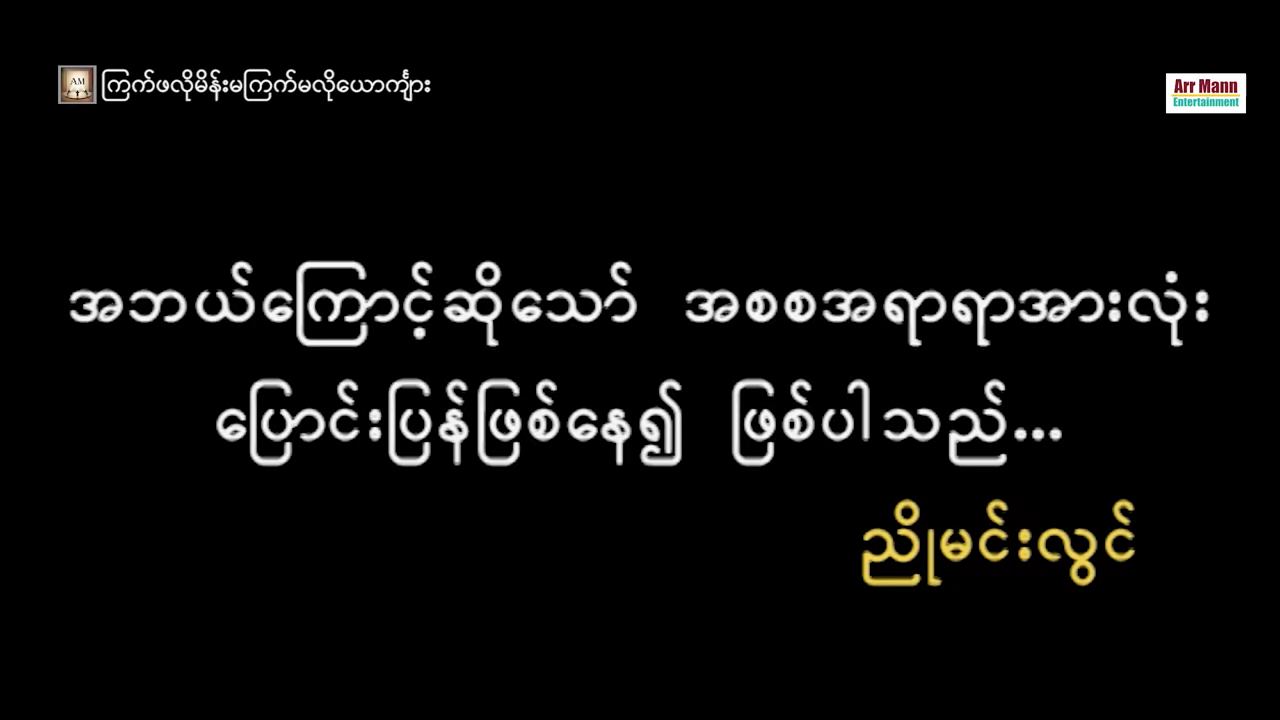 AM ကြက်ဖလိုမိန်းမကြက်မလိုယောင်္ကျား
Arr Mann
Entertainment
အဘယ်ကြောင့်ဆိုသော် အစစအရာရာအားလုံး
ပြောင်းပြန်ဖြစ်နေ၍ ဖြစ်ပါသည်...
ညိုမင်းလွင်